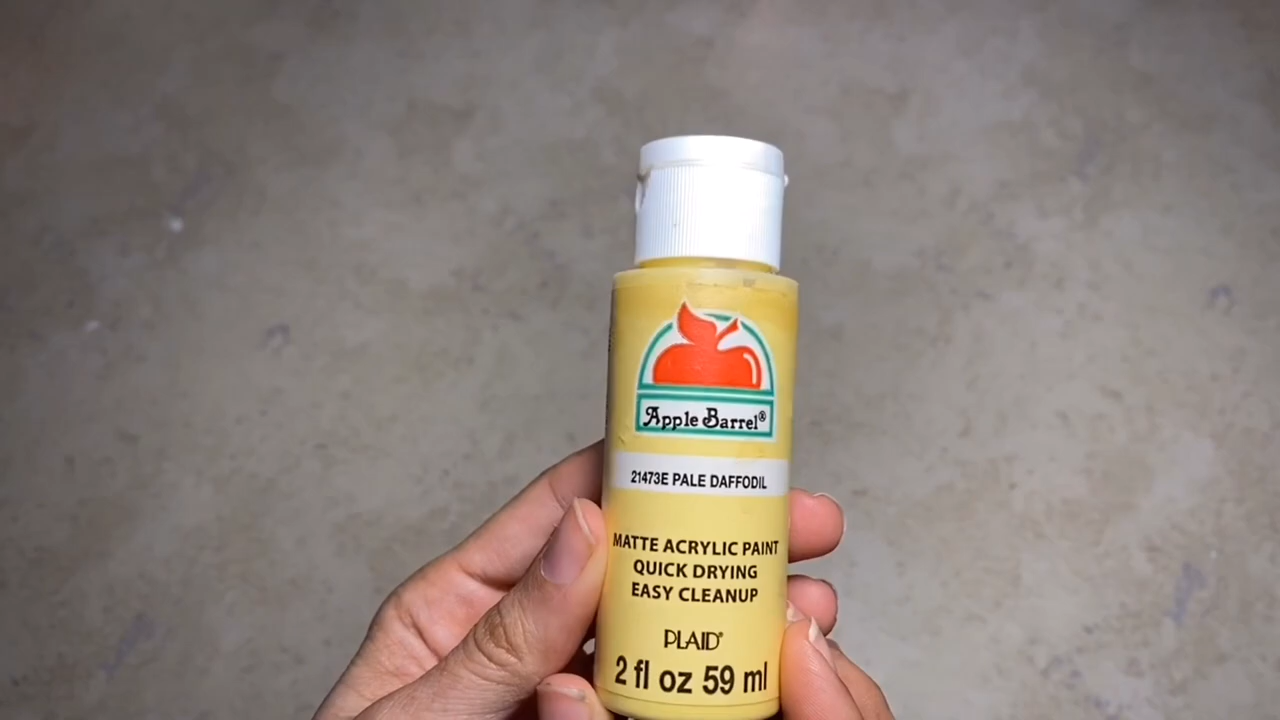 Apple Barrel®
21473E PALE DAFFODIL
MATTE ACRYLIC PAINT
QUICK DRYING
EASY CLEANUP
PLAID®
2 fl oz 59 ml